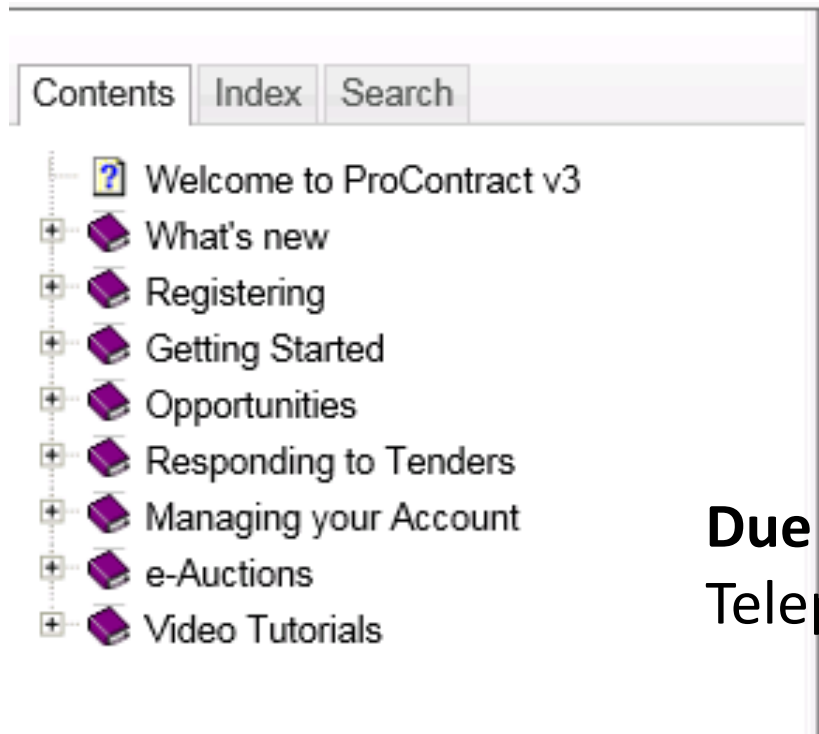 Contents Index Search
Welcome to ProContract v3
What's new
Registering
Getting Started
Opportunities
Responding to Tenders
Managing your Account
e-Auctions
Video Tutorials
Due
Tele